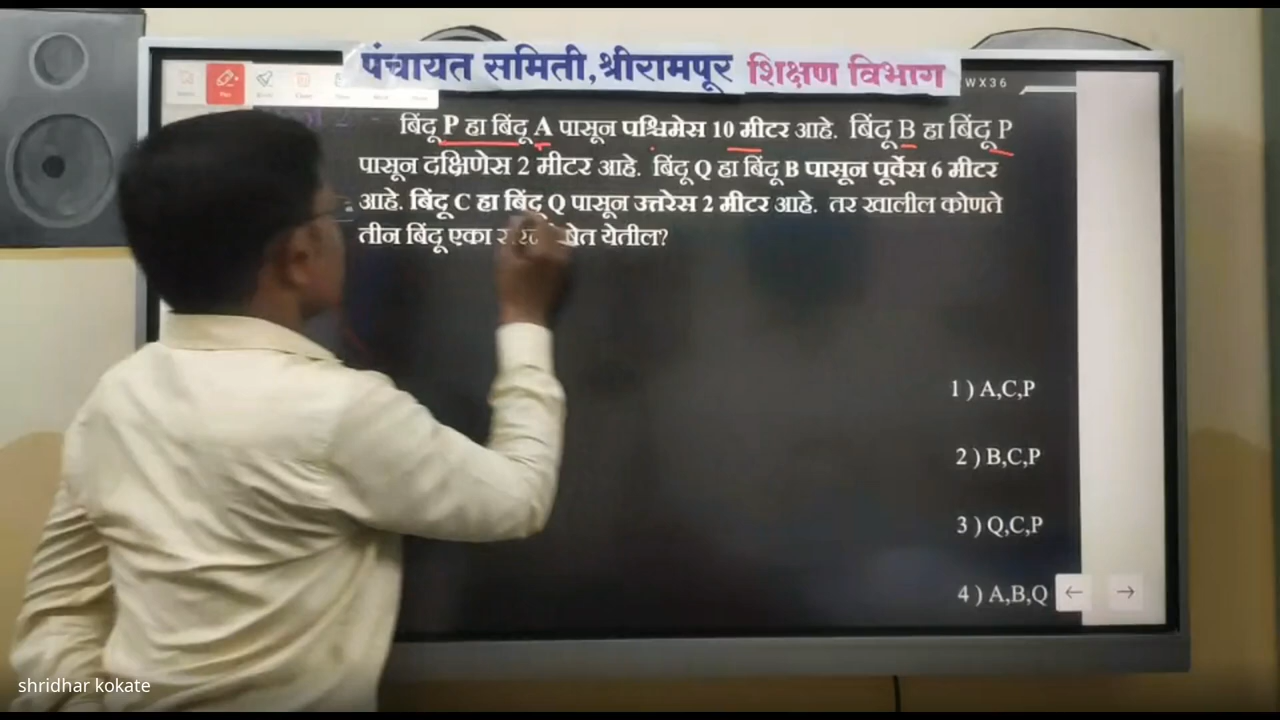 पंचायत समिती,श्रीरामपूर शिक्षण विभाग
WX36
बिंदू P हा बिंदू A पासून पश्चिमेस 10 मीटर आहे. बिंदू B हा बिंदू P
पासून दक्षिणेस 2 मीटर आहे. बिंदू Q हा बिंदू B पासून पूर्वेस 6 मीटर
आहे. बिंदू C हा बिंदू Q पासून उत्तरेस 2 मीटर आहे. तर खालील कोणते
तीन बिंदू एका येतील?
1 ) A,C,P
2 ) B,C,P
3 ) Q,C,P
4 ) A,B,Q
shridhar kokate